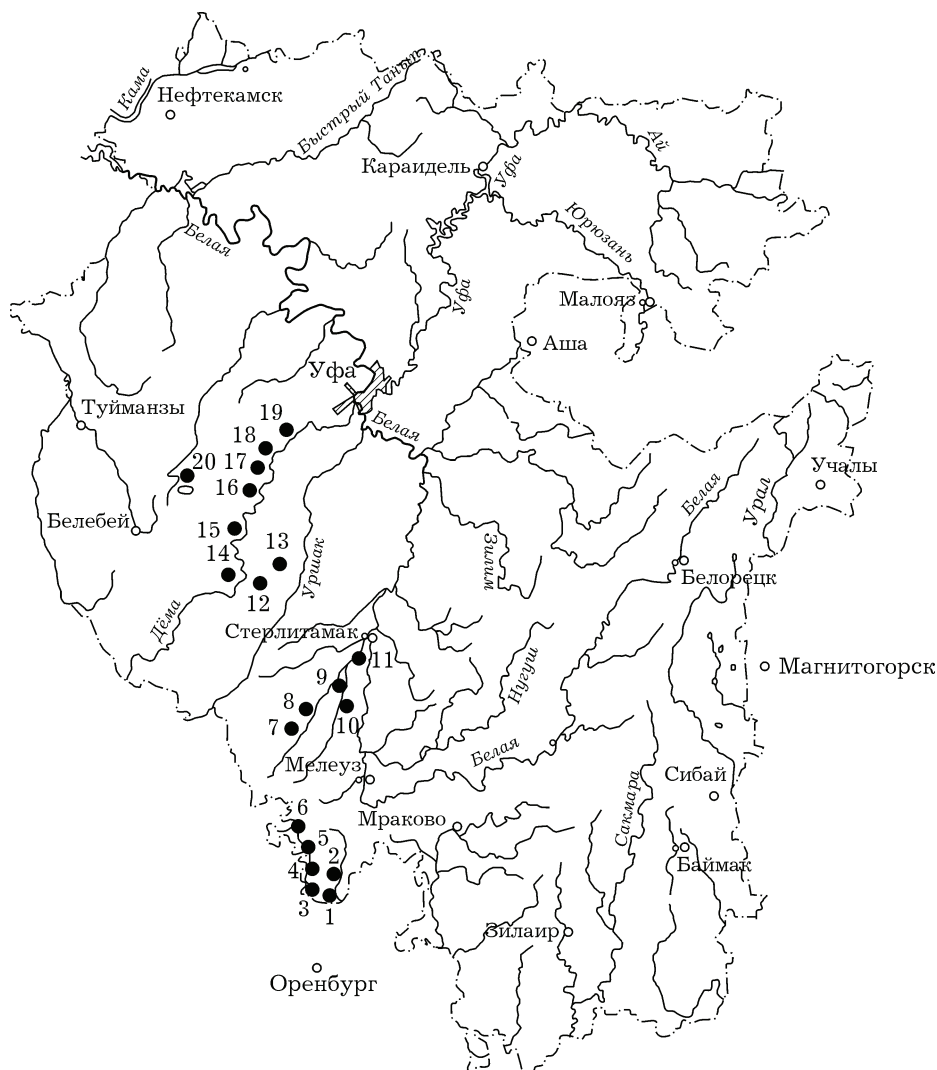 Кама
Нефтекамск
Быстрый Танып
Караидель
Уфа
Ай
Юрюзань
Белая
Уфа
Малояз
Аша
Уфа
Туймазы
Белая
19
18
17
20
16
Учалы
Белая
Урал
Белебей
15
14
13
12
Уршак
Зилим
Белорецк
Дёма
Стерлитамак
11
Магнитогорск
9
8
10
7
Нугуш
Белая
Мелеуз
Сибай
Сакмара
6
Мраково
5
2
4
3
1
Баймак
Зилаир
Оренбург